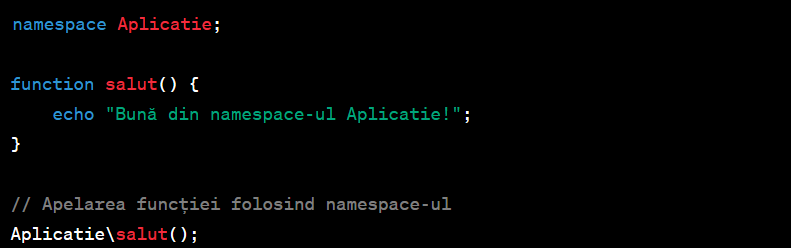 namespace Aplicatie;
function salut() {
    echo "Bună din namespace-ul Aplicatie!";
}
// Apelarea funcției folosind namespace-ul
Aplicatie\salut();